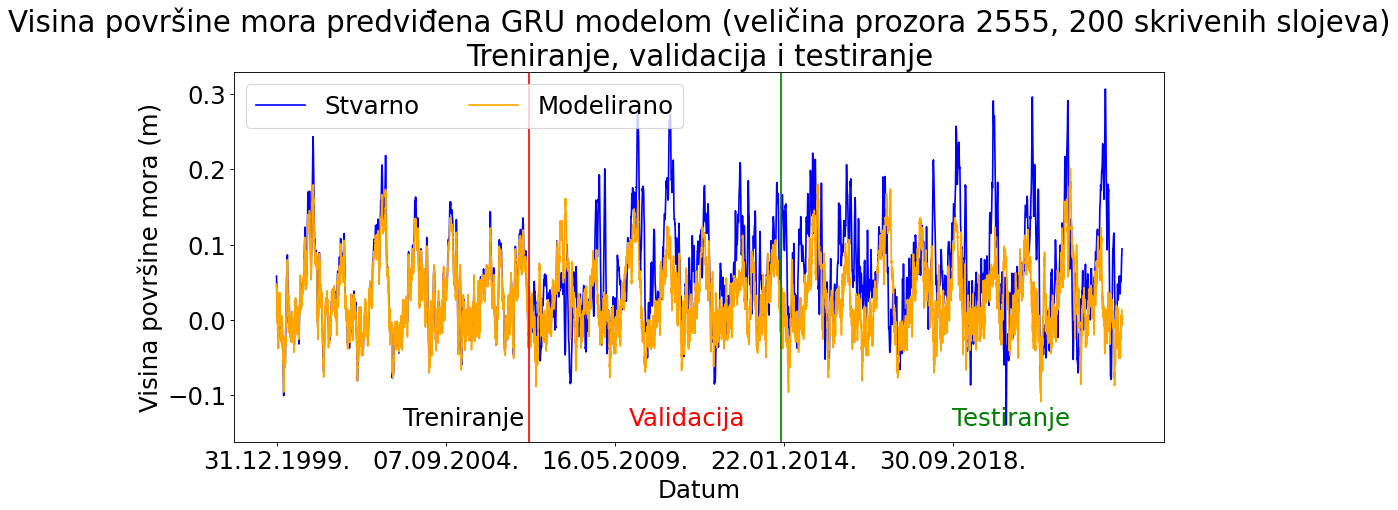 Visina površine mora predviđena GRU modelom (veličina prozora 2555, 200 skrivenih slojeva)
Treniranje, validacija i testiranje
Stvarno
Modelirano
Visina površine mora (m)
0.3
0.2
0.1
0.0
−0.1
Treniranje
Validacija
Testiranje
31.12.1999.
07.09.2004.
16.05.2009.
22.01.2014.
30.09.2018.
Datum